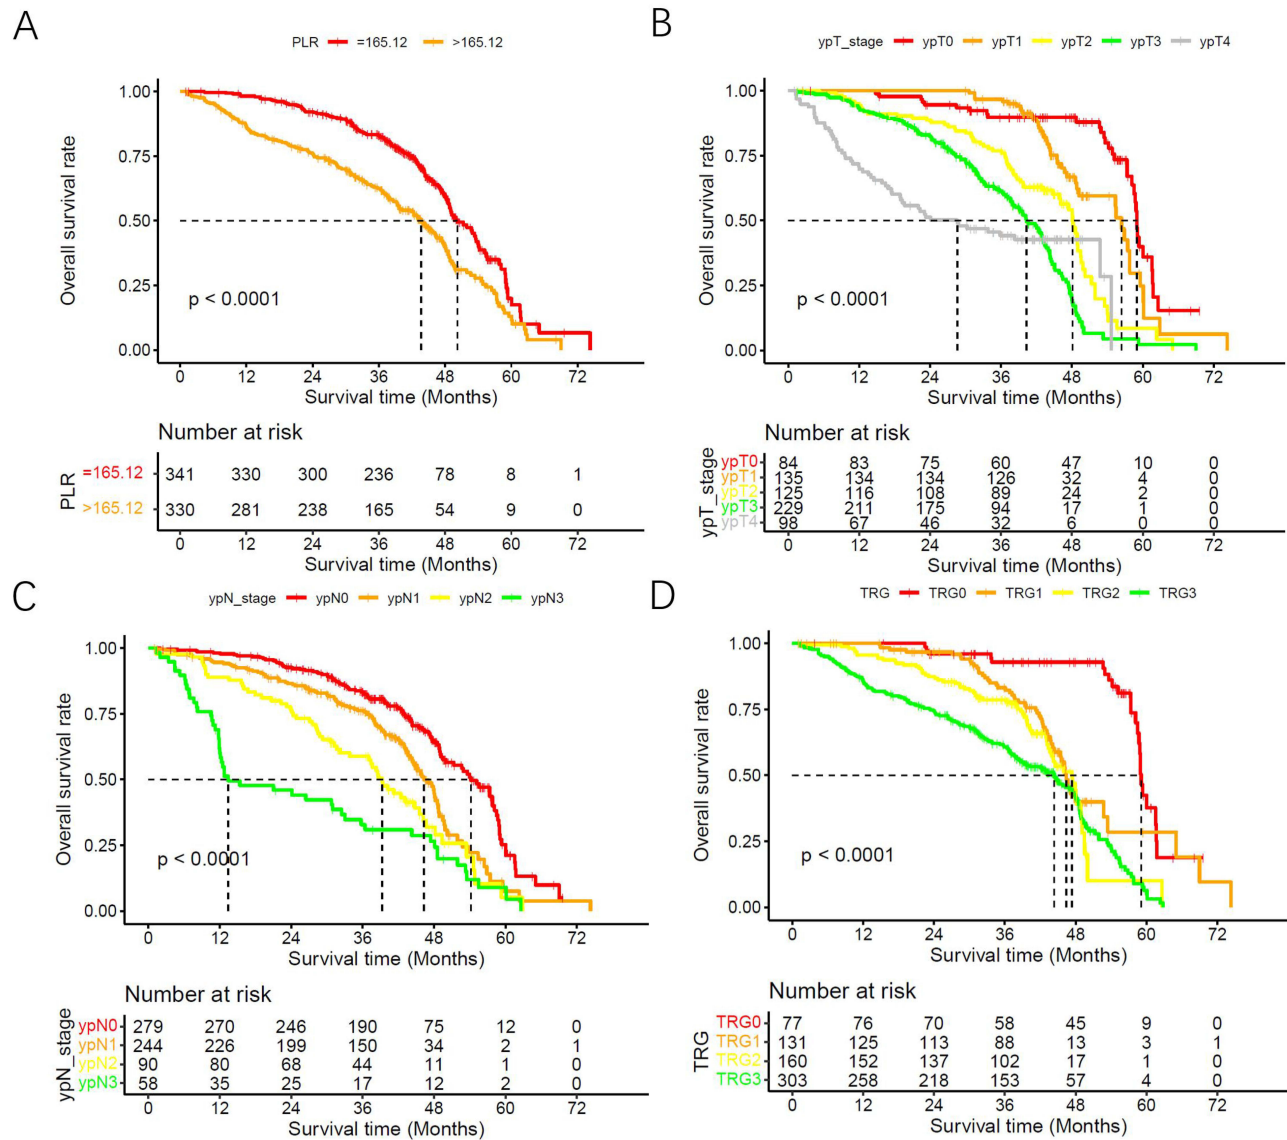 A
PLR =165.12 >165.12
Overall survival rate
1.00
0.75
0.50
0.25
0.00
p < 0.0001
0 12 24 36 48 60 72
Survival time (Months)
Number at risk
PLR
=165.12 341 330 300 236 78 8 1
>165.12 330 281 238 165 54 9 0
0 12 24 36 48 60 72
Survival time (Months)
B
ypT_stage ypT0 ypT1 ypT2 ypT3 ypT4
Overall survival rate
1.00
0.75
0.50
0.25
0.00
p < 0.0001
0 12 24 36 48 60 72
Survival time (Months)
Number at risk
ypT_stage
ypT0 84 83 75 60 47 10 0
ypT1 135 134 134 126 32 4 0
ypT2 125 116 108 89 24 2 0
ypT3 229 211 175 94 17 1 0
ypT4 98 67 46 32 6 0 0
0 12 24 36 48 60 72
Survival time (Months)
C
ypN_stage ypN0 ypN1 ypN2 ypN3
Overall survival rate
1.00
0.75
0.50
0.25
0.00
p < 0.0001
0 12 24 36 48 60 72
Survival time (Months)
Number at risk
ypN_stage
ypN0 279 270 246 190 75 12 0
ypN1 244 226 199 150 34 2 1
ypN2 90 80 68 44 11 1 0
ypN3 58 35 25 17 12 2 0
0 12 24 36 48 60 72
Survival time (Months)
D
TRG TRG0 TRG1 TRG2 TRG3
Overall survival rate
1.00
0.75
0.50
0.25
0.00
p < 0.0001
0 12 24 36 48 60 72
Survival time (Months)
Number at risk
TRG
TRG0 77 76 70 58 45 9 0
TRG1 131 125 113 88 13 3 1
TRG2 160 152 137 102 17 1 0
TRG3 303 258 218 153 57 4 0
0 12 24 36 48 60 72
Survival time (Months)